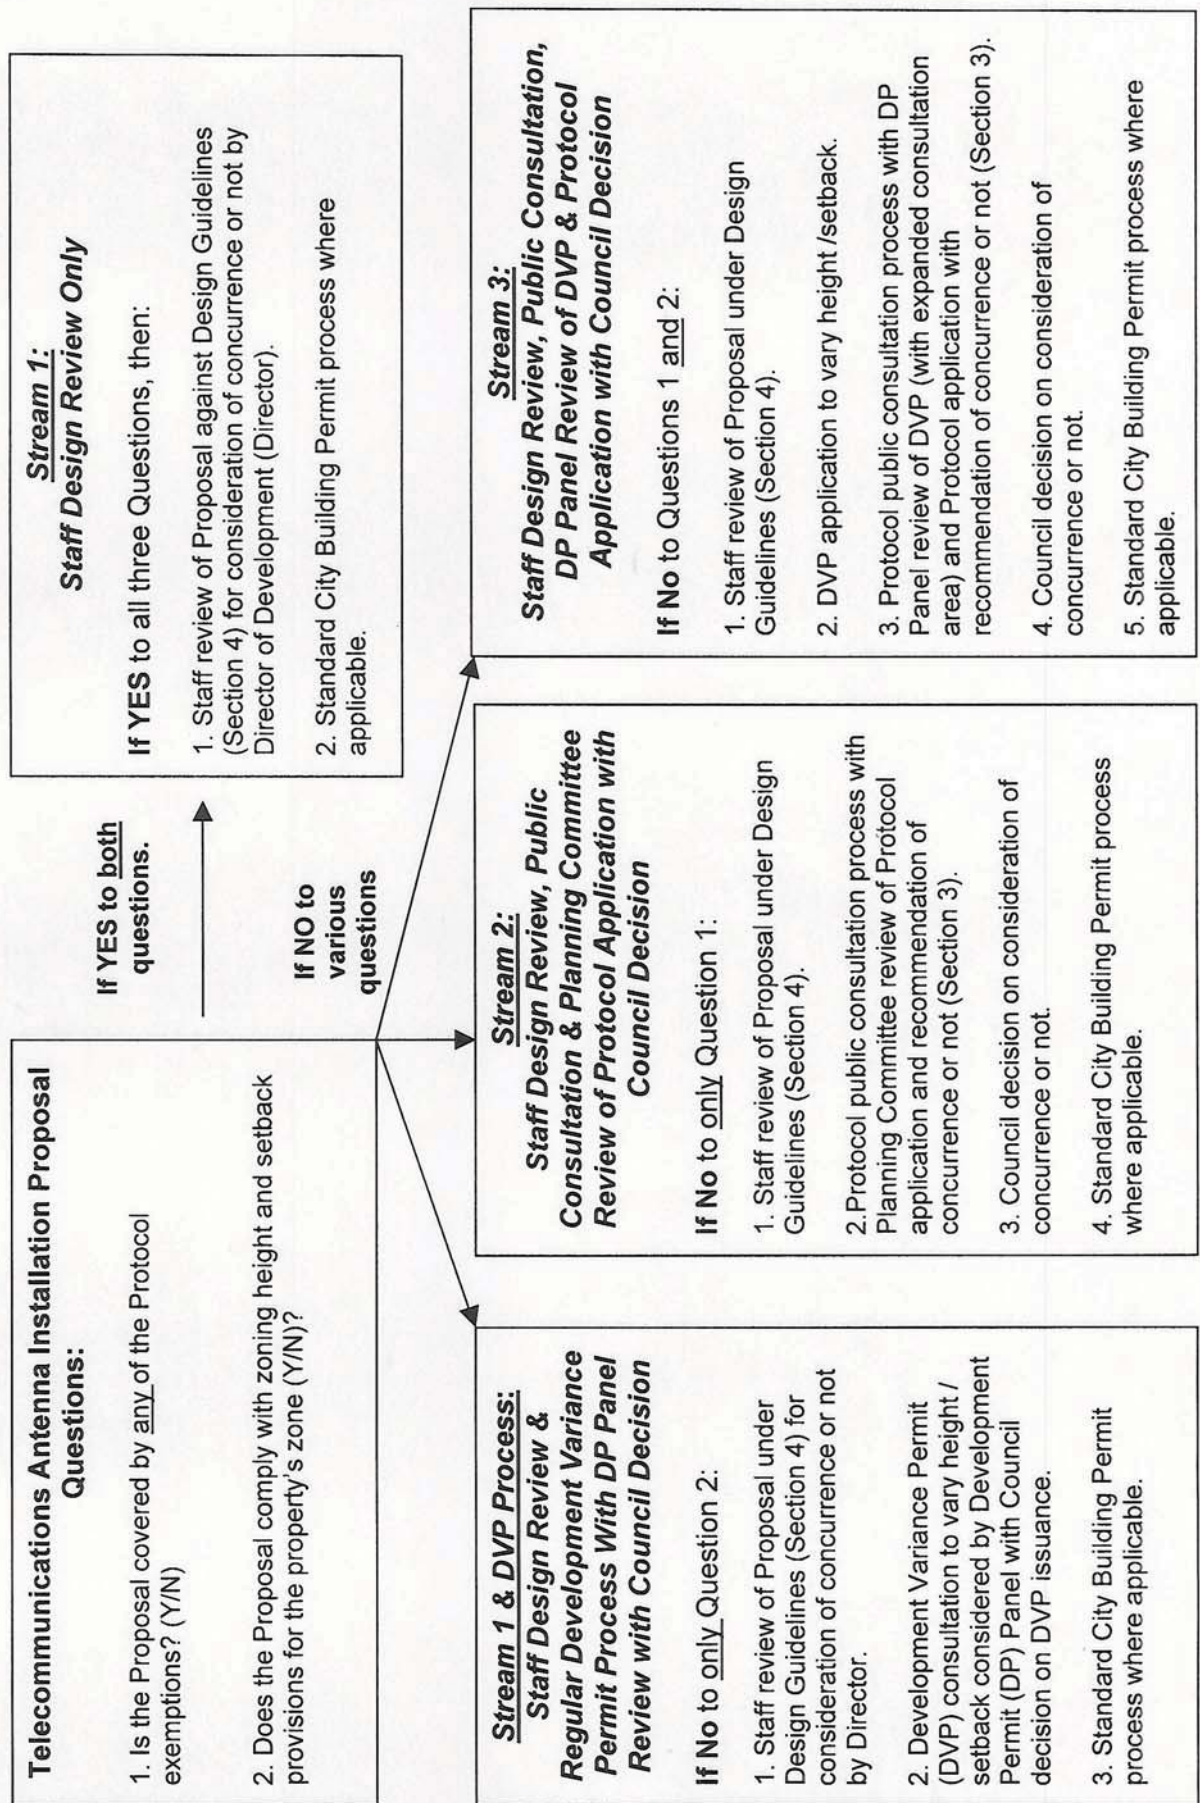 Telecommunications Antenna Installation Proposal
Questions:
1. Is the Proposal covered by any of the Protocol
exemptions? (Y/N)
2. Does the Proposal comply with zoning height and setback
provisions for the property's zone (Y/N)?
If YES to both
questions.
If NO to
various
questions
Stream 1:
Staff Design Review Only
If YES to all three Questions, then:
1. Staff review of Proposal against Design Guidelines
(Section 4) for consideration of concurrence or not by
Director of Development (Director).
2. Standard City Building Permit process where
applicable.
Stream 1 & DVP Process:
Staff Design Review &
Regular Development Variance
Permit Process With DP Panel
Review with Council Decision
If No to only Question 2:
1. Staff review of Proposal under
Design Guidelines (Section 4) for
consideration of concurrence or not
by Director.
2. Development Variance Permit
(DVP) consultation to vary height /
setback considered by Development
Permit (DP) Panel with Council
decision on DVP issuance.
3. Standard City Building Permit
process where applicable.
Stream 2:
Staff Design Review, Public
Consultation & Planning Committee
Review of Protocol Application with
Council Decision
If No to only Question 1:
1. Staff review of Proposal under Design
Guidelines (Section 4).
2.Protocol public consultation process with
Planning Committee review of Protocol
application and recommendation of
concurrence or not (Section 3).
3. Council decision on consideration of
concurrence or not.
4. Standard City Building Permit process
where applicable.
Stream 3:
Staff Design Review, Public Consultation,
DP Panel Review of DVP & Protocol
Application with Council Decision
If No to Questions 1 and 2:
1. Staff review of Proposal under Design
Guidelines (Section 4).
2. DVP application to vary height /setback.
3. Protocol public consultation process with DP
Panel review of DVP (with expanded consultation
area) and Protocol application with
recommendation of concurrence or not (Section 3).
4. Council decision on consideration of
concurrence or not.
5. Standard City Building Permit process where
applicable.